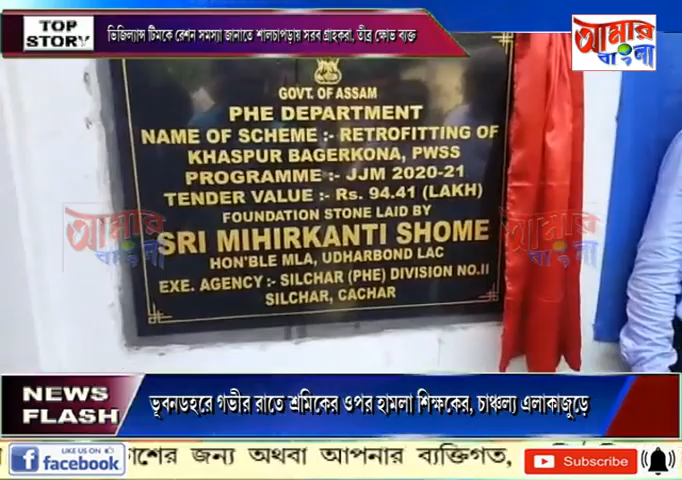 TOP STORY
ভিজিল্যান্স টিমকে রেশন সমস্যা জানাতে শালচাপড়ায় সরব গ্রাহকরা, তীব্র ক্ষোভ ব্যক্ত
আমার বাংলা
GOVT. OF ASSAM
PHE DEPARTMENT
NAME OF SCHEME :- RETROFITTING OF
KHASPUR BAGERKONA, PWSS
PROGRAMME :- JJM 2020-21
TENDER VALUE :- Rs. 94.41 (LAKH)
FOUNDATION STONE LAID BY
আমার বাংলা
SRI MIHIRKANTI SHOME
আমার বাংলা
HON'BLE MLA, UDHARBOND LAC
EXE. AGENCY :- SILCHAR (PHE) DIVISION NO.II
SILCHAR, CACHAR
NEWS FLASH
ভূবনডহরে গভীর রাতে শ্রমিকের ওপর হামলা শিক্ষকের, চাঞ্চল্য এলাকাজুড়ে
LIKE US ON
facebook
জন্য অথবা আপনার ব্যক্তিগত,
Subscribe